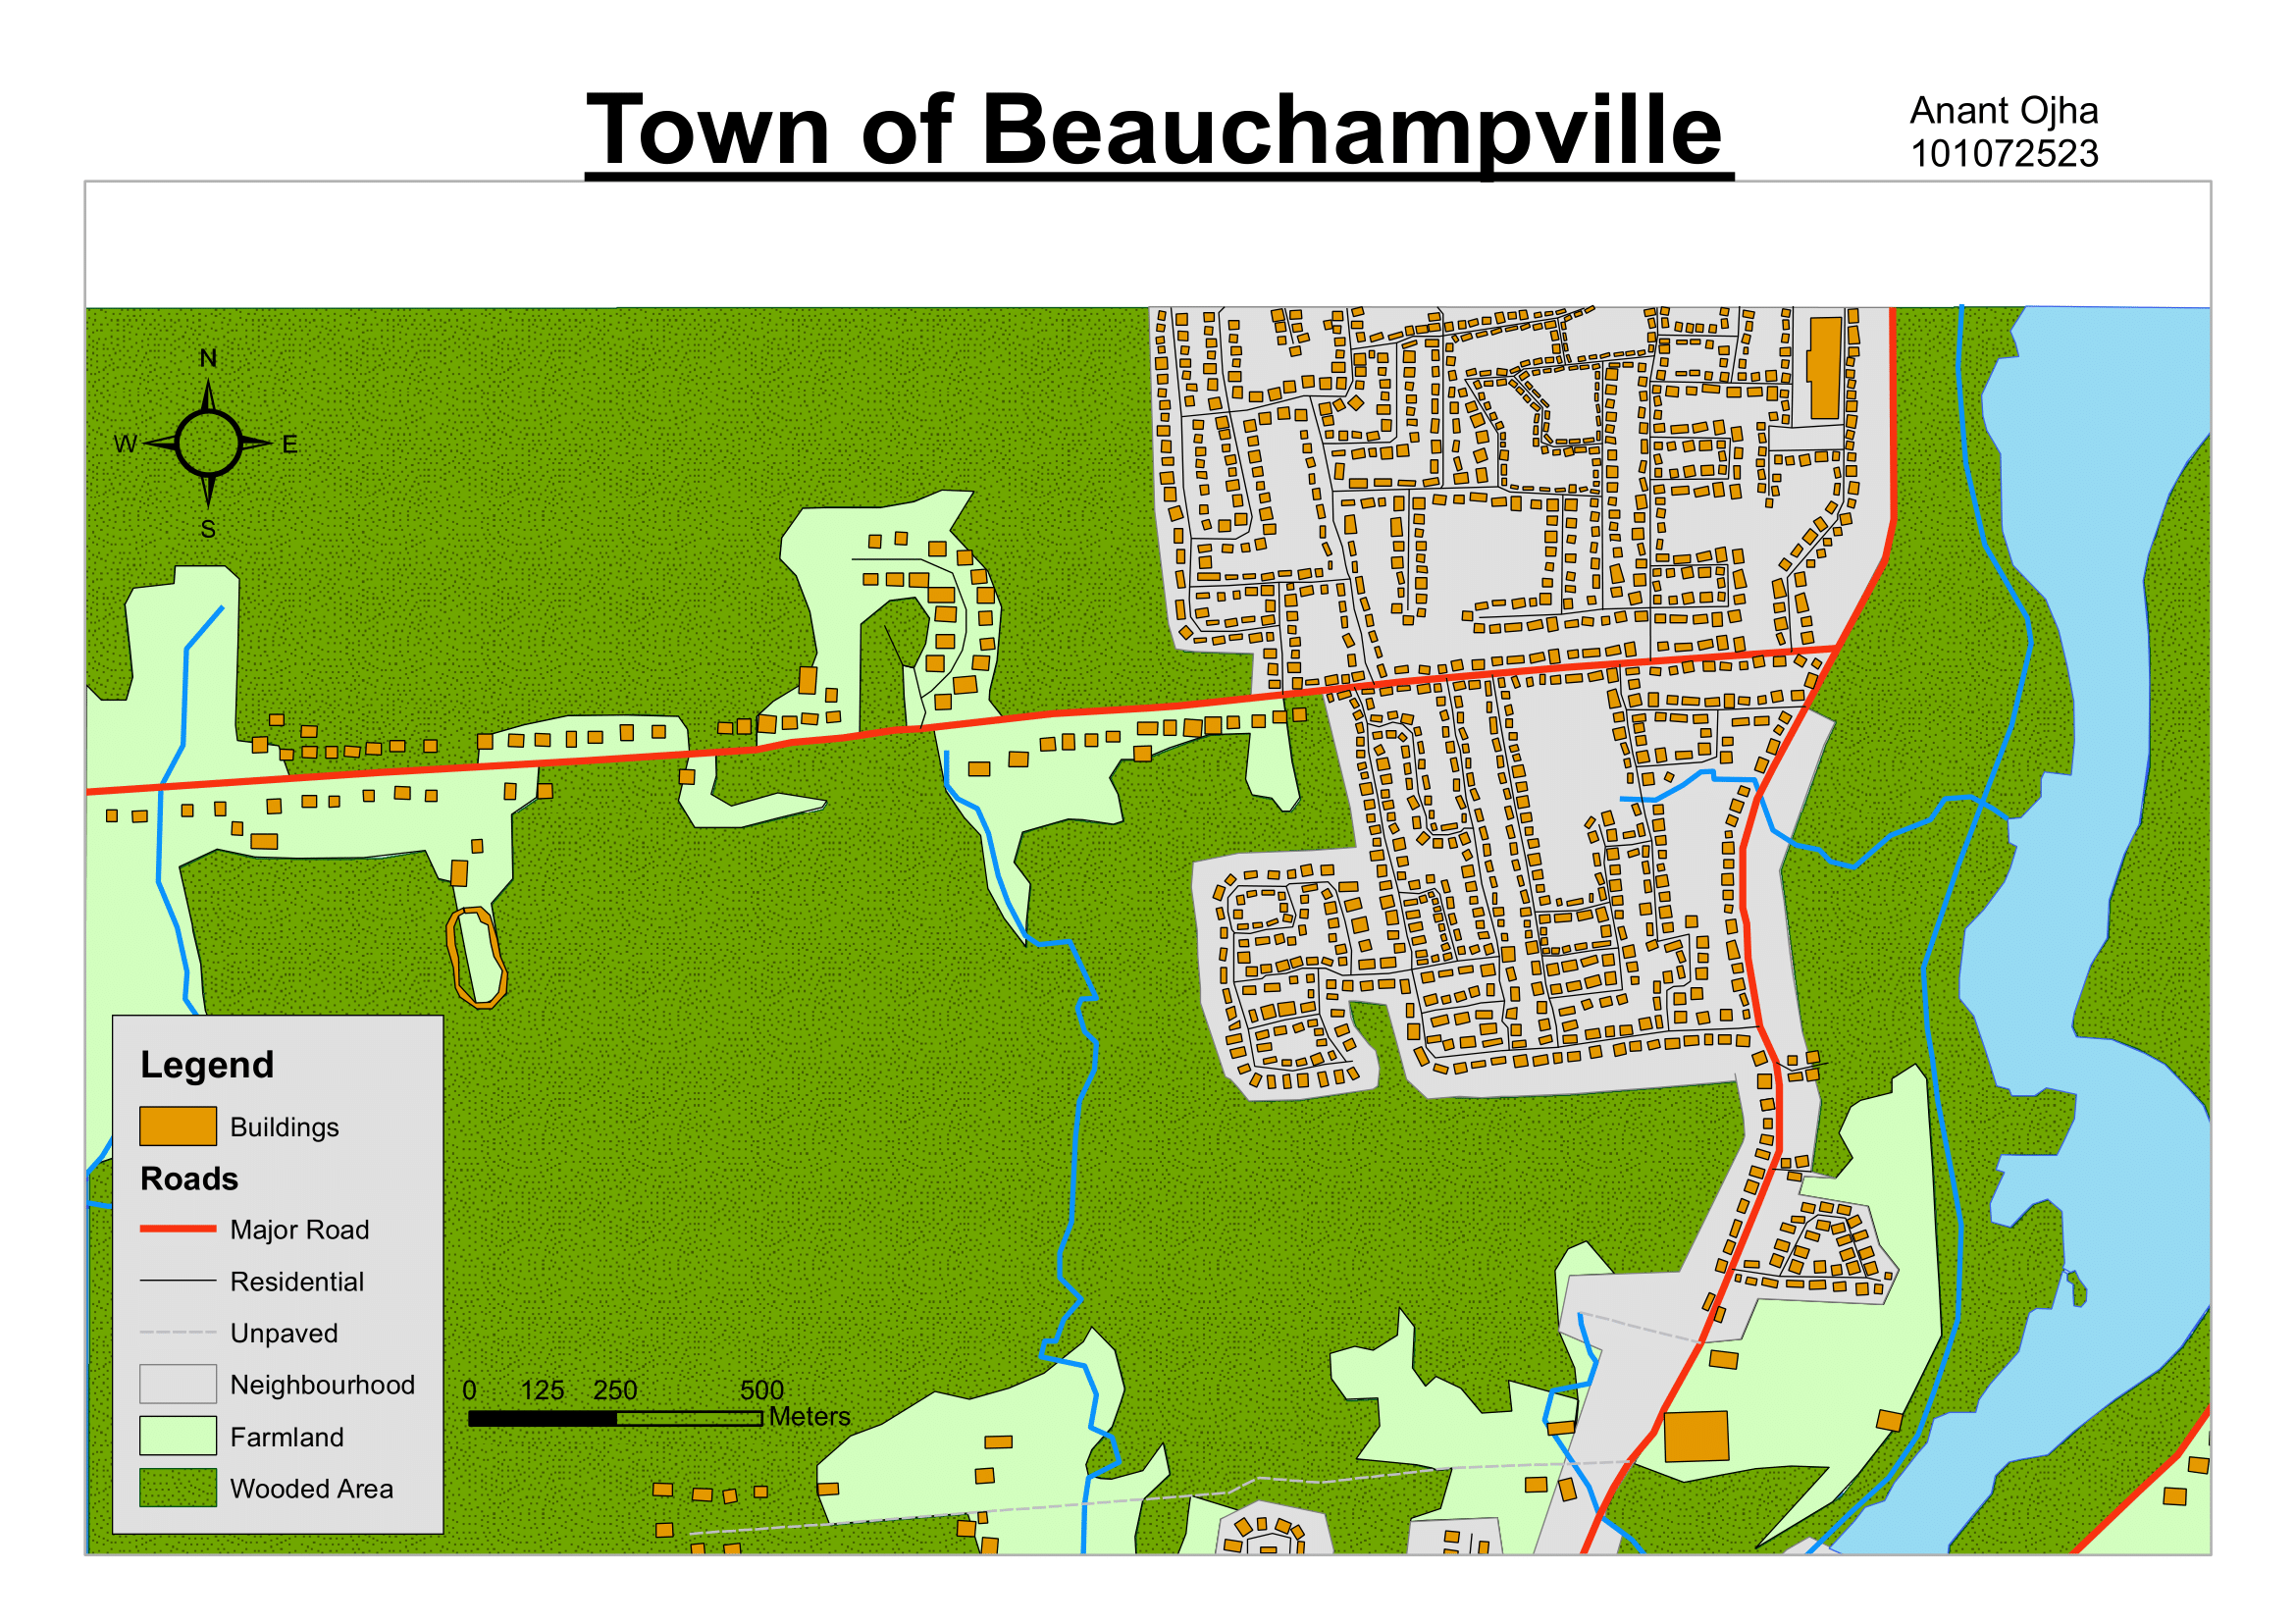 Town of Beauchampville
Anant Ojha
101072523
N
W
E
S
Legend
Buildings
Roads
Major Road
Residential
Unpaved
Neighbourhood
Farmland
Wooded Area
0 125 250 500
Meters